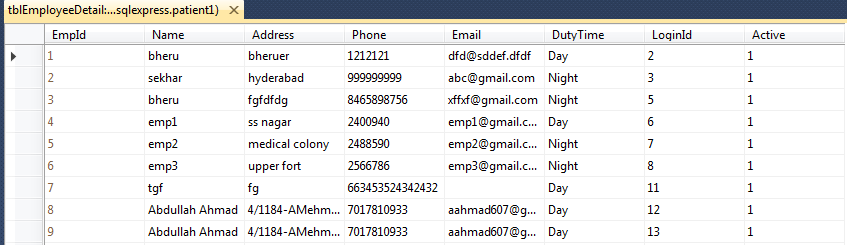 tblEmployeeDetail:...sqlexpress.patient1) X
EmpId Name Address Phone Email DutyTime LoginId Active
1 bheru bheruer 1212121 dfd@sddef.dfdf Day 2 1
2 sekhar hyderabad 999999999 abc@gmail.com Night 3 1
3 bheru fgfdfdg 8465898756 xffxf@gmail.com Night 5 1
4 emp1 ss nagar 2400940 emp1@gmail.c... Day 6 1
5 emp2 medical colony 2488590 emp2@gmail.c... Night 7 1
6 emp3 upper fort 2566786 emp3@gmail.c... Night 8 1
7 tgf fg 663453524342432 Day 11 1
8 Abdullah Ahmad 4/1184-AMehm... 7017810933 aahmad607@g... Day 12 1
9 Abdullah Ahmad 4/1184-AMehm... 7017810933 aahmad607@g... Day 13 1